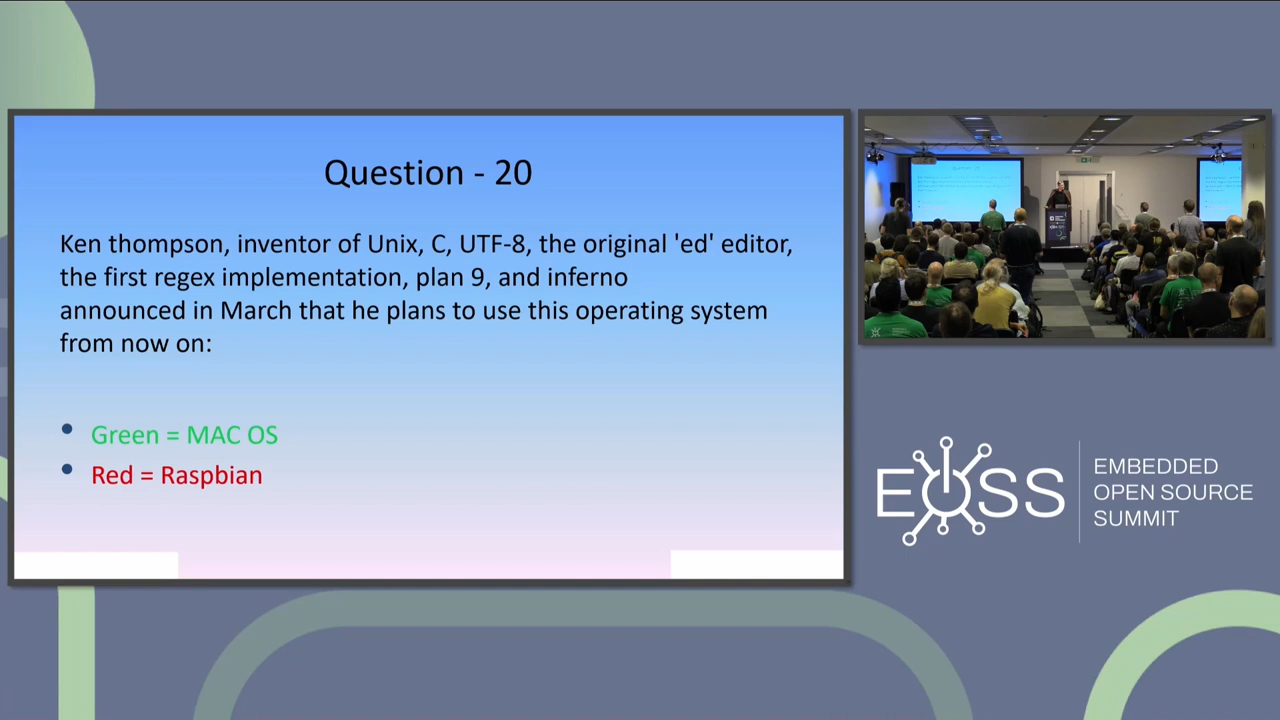 Question - 20
Ken thompson, inventor of Unix, C, UTF-8, the original 'ed' editor,
the first regex implementation, plan 9, and inferno
announced in March that he plans to use this operating system
from now on:
• Green = MAC OS
• Red = Raspbian
EOSS
EMBEDDED
OPEN SOURCE
SUMMIT